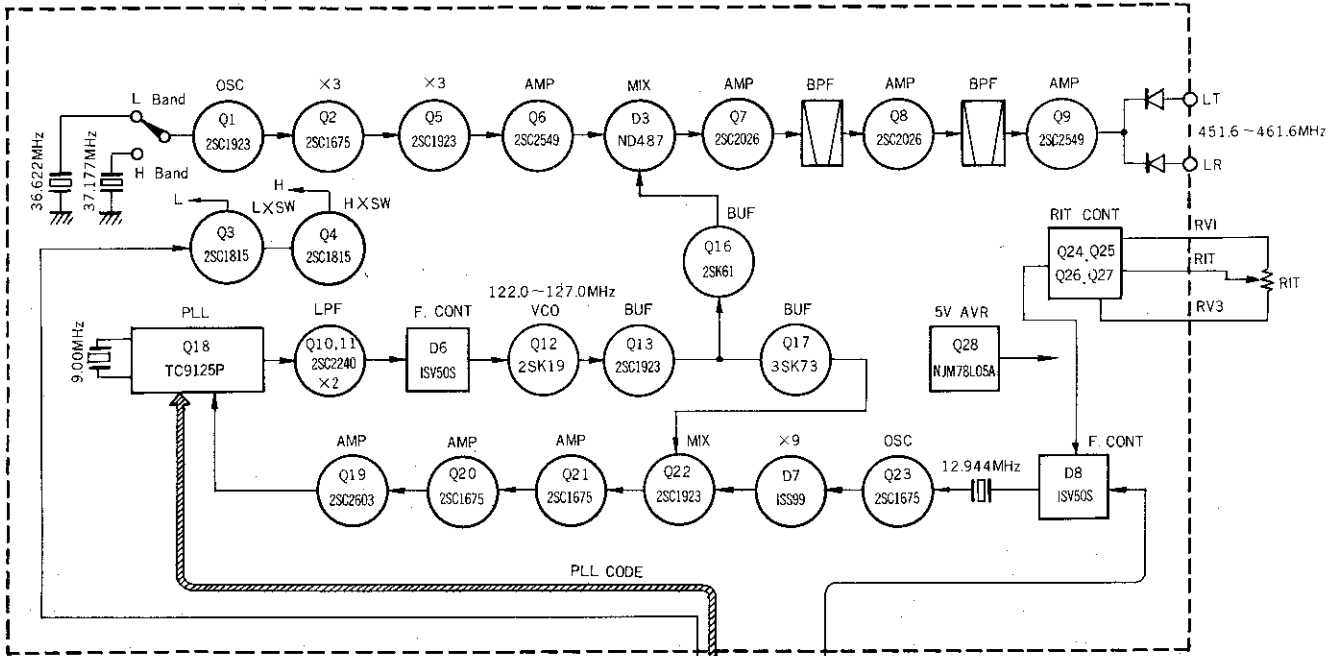 OSC
×3
×3
AMP
MIX
AMP
BPF
AMP
BPF
AMP
L Band
H Band
36.622MHz
37.177MHz
Q1
2SC1923
Q2
2SC1675
Q5
2SC1923
Q6
2SC2549
D3
ND487
Q7
2SC2026
Q8
2SC2026
Q9
2SC2549
LT
451.6~461.6MHz
LR
L
H
L×SW
H×SW
Q3
2SC1815
Q4
2SC1815
BUF
Q16
2SK61
RIT CONT
Q24,Q25
Q26,Q27
RV1
RIT
RV3
RIT
122.0~127.0MHz
PLL
LPF
F. CONT
VCO
BUF
BUF
5V AVR
9.00MHz
Q18
TC9125P
Q10,11
2SC2240
×2
D6
ISV50S
Q12
2SK19
Q13
2SC1923
Q17
3SK73
Q28
NJM78L05A
AMP
AMP
AMP
MIX
×9
OSC
12.944MHz
F. CONT
Q19
2SC2603
Q20
2SC1675
Q21
2SC1675
Q22
2SC1923
D7
ISS99
Q23
2SC1675
D8
ISV50S
PLL CODE